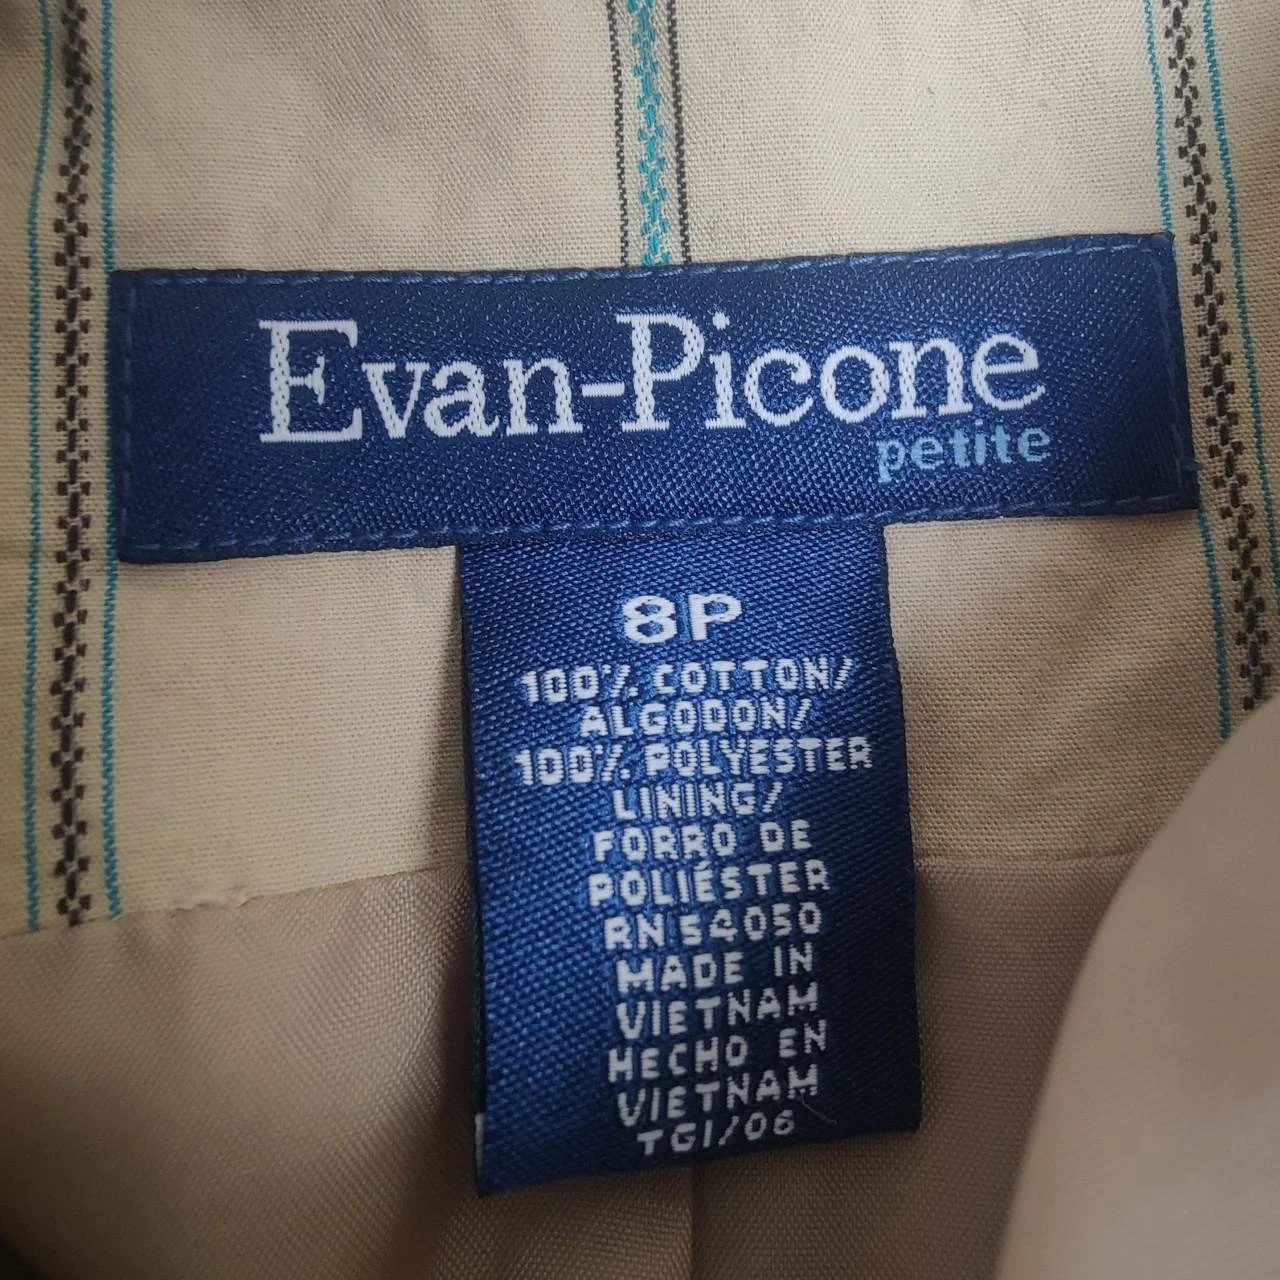 Evan-Picone
petite
8P
100% COTTON/
ALGODON/
100% POLYESTER
LINING/
FORRO DE
POLIÉSTER
RN 54050
MADE IN
VIETNAM
HECHO EN
VIETNAM
TGI/06